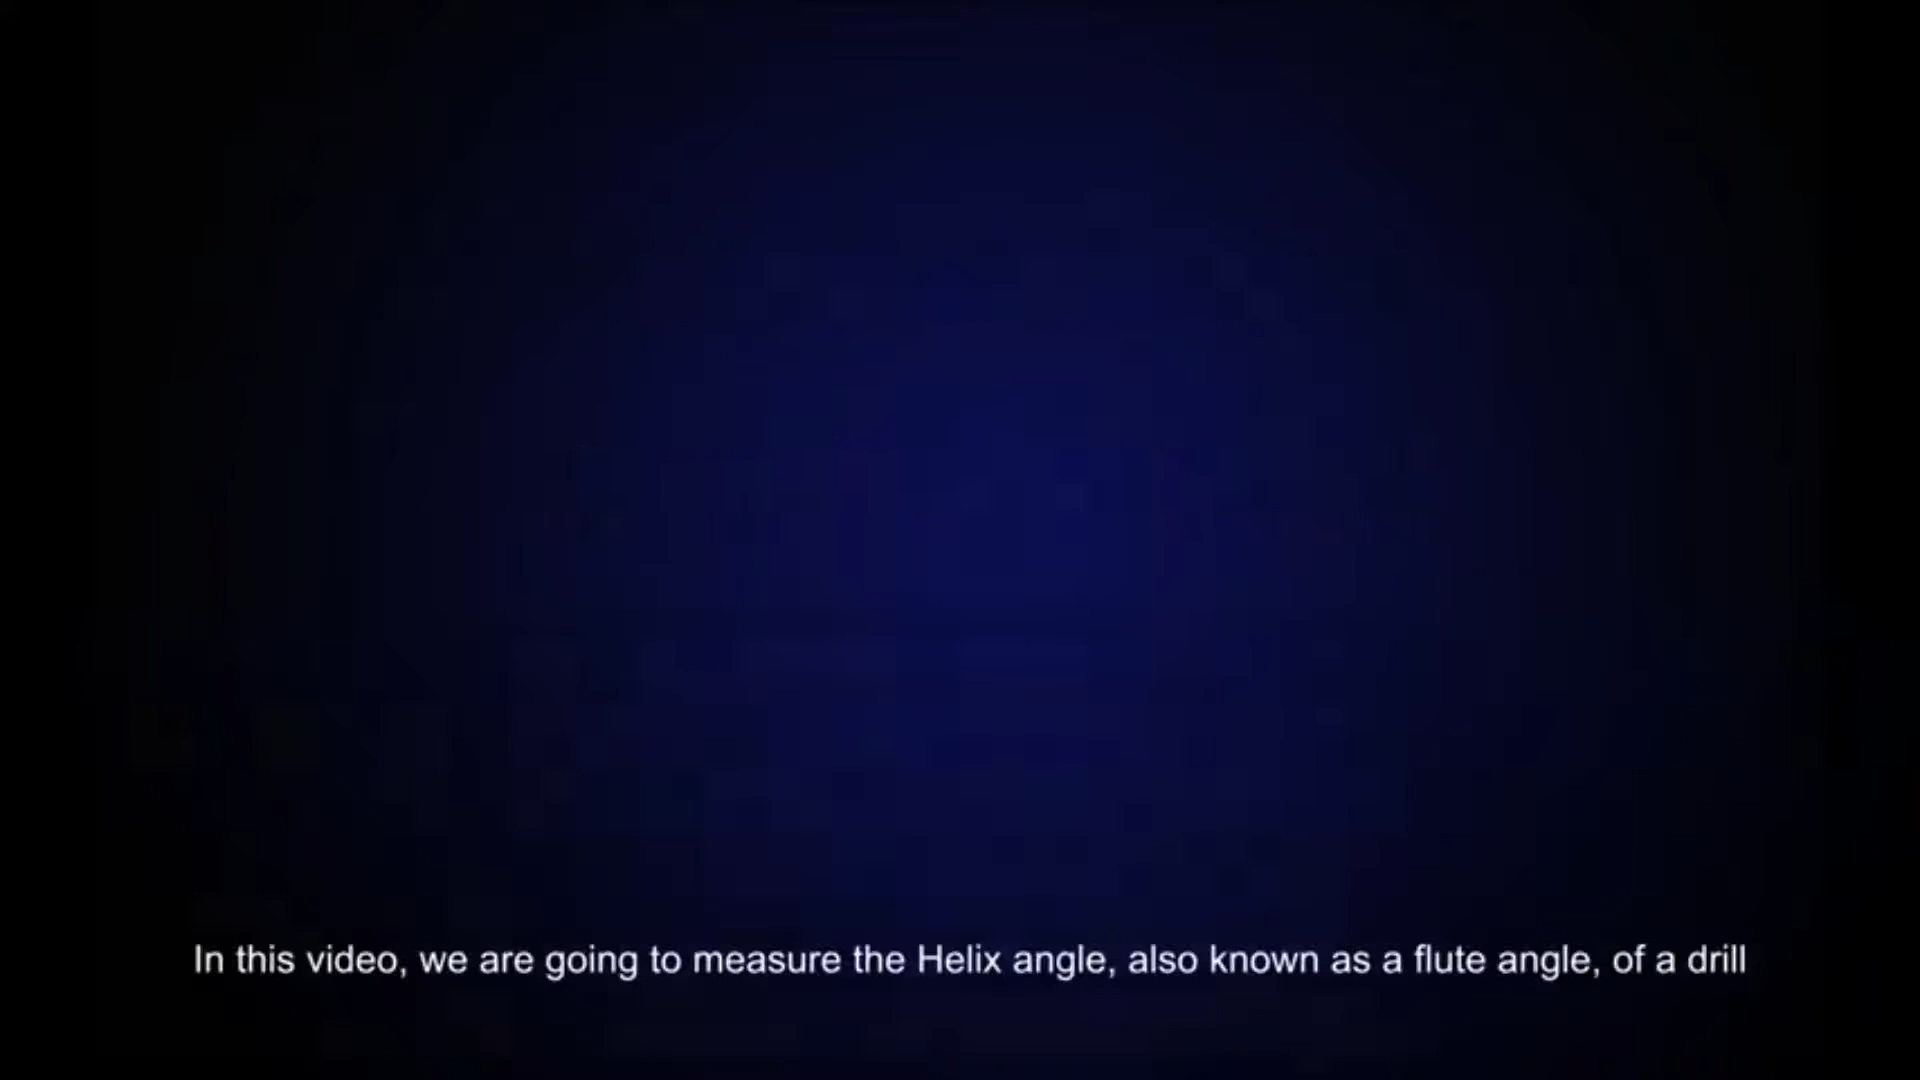 In this video, we are going to measure the Helix angle, also known as a flute angle, of a drill